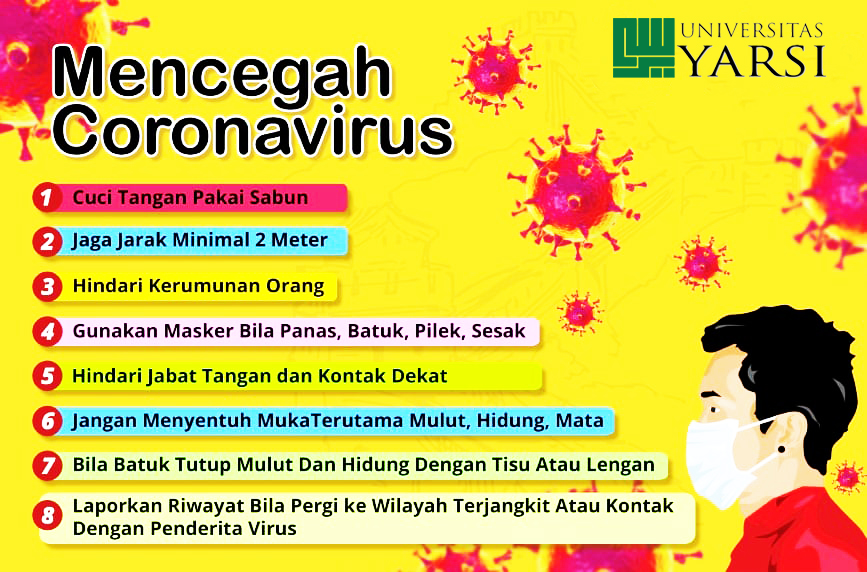 UNIVERSITAS
YARSI
Mencegah
Coronavirus
1 Cuci Tangan Pakai Sabun
2 Jaga Jarak Minimal 2 Meter
3 Hindari Kerumunan Orang
4 Gunakan Masker Bila Panas, Batuk, Pilek, Sesak
5 Hindari Jabat Tangan dan Kontak Dekat
6 Jangan Menyentuh MukaTerutama Mulut, Hidung, Mata
7 Bila Batuk Tutup Mulut Dan Hidung Dengan Tisu Atau Lengan
8 Laporkan Riwayat Bila Pergi ke Wilayah Terjangkit Atau Kontak
Dengan Penderita Virus